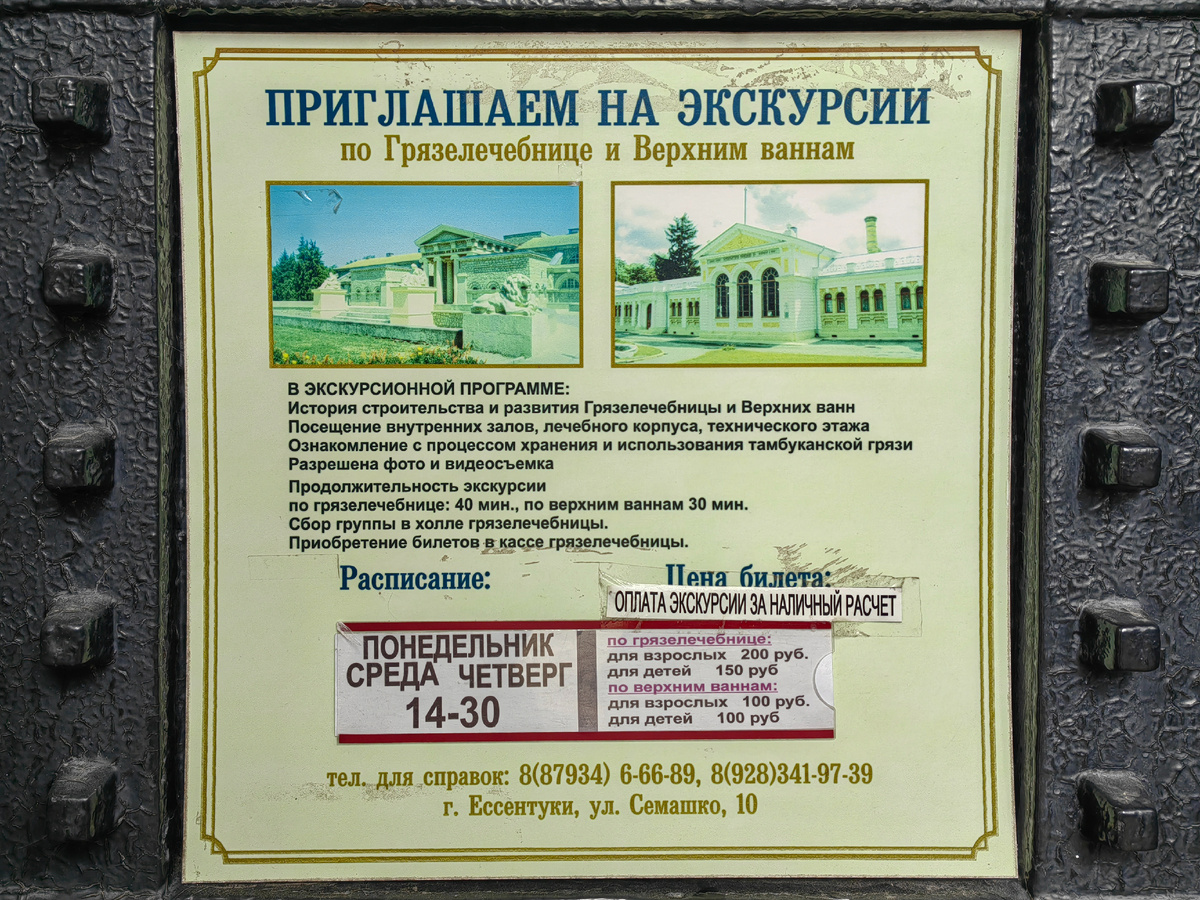 ПРИГЛАШАЕМ НА ЭКСКУРСИИ
по Грязелечебнице и Верхним ваннам
В ЭКСКУРСИОННОЙ ПРОГРАММЕ:
История строительства и развития Грязелечебницы и Верхних ванн
Посещение внутренних залов, лечебного корпуса, технического этажа
Ознакомление с процессом хранения и использования тамбуканской грязи
Разрешена фото и видеосъемка
Продолжительность экскурсии
по грязелечебнице: 40 мин., по верхним ваннам 30 мин.
Сбор группы в холле грязелечебницы.
Приобретение билетов в кассе грязелечебницы.
Расписание:
ПОНЕДЕЛЬНИК
СРЕДА ЧЕТВЕРГ
14-30
Цена билета:
ОПЛАТА ЭКСКУРСИИ ЗА НАЛИЧНЫЙ РАСЧЕТ
по грязелечебнице:
для взрослых 200 руб.
для детей 150 руб
по верхним ваннам:
для взрослых 100 руб.
для детей 100 руб
тел. для справок: 8(87934) 6-66-89, 8(928)341-97-39
г. Ессентуки, ул. Семашко, 10